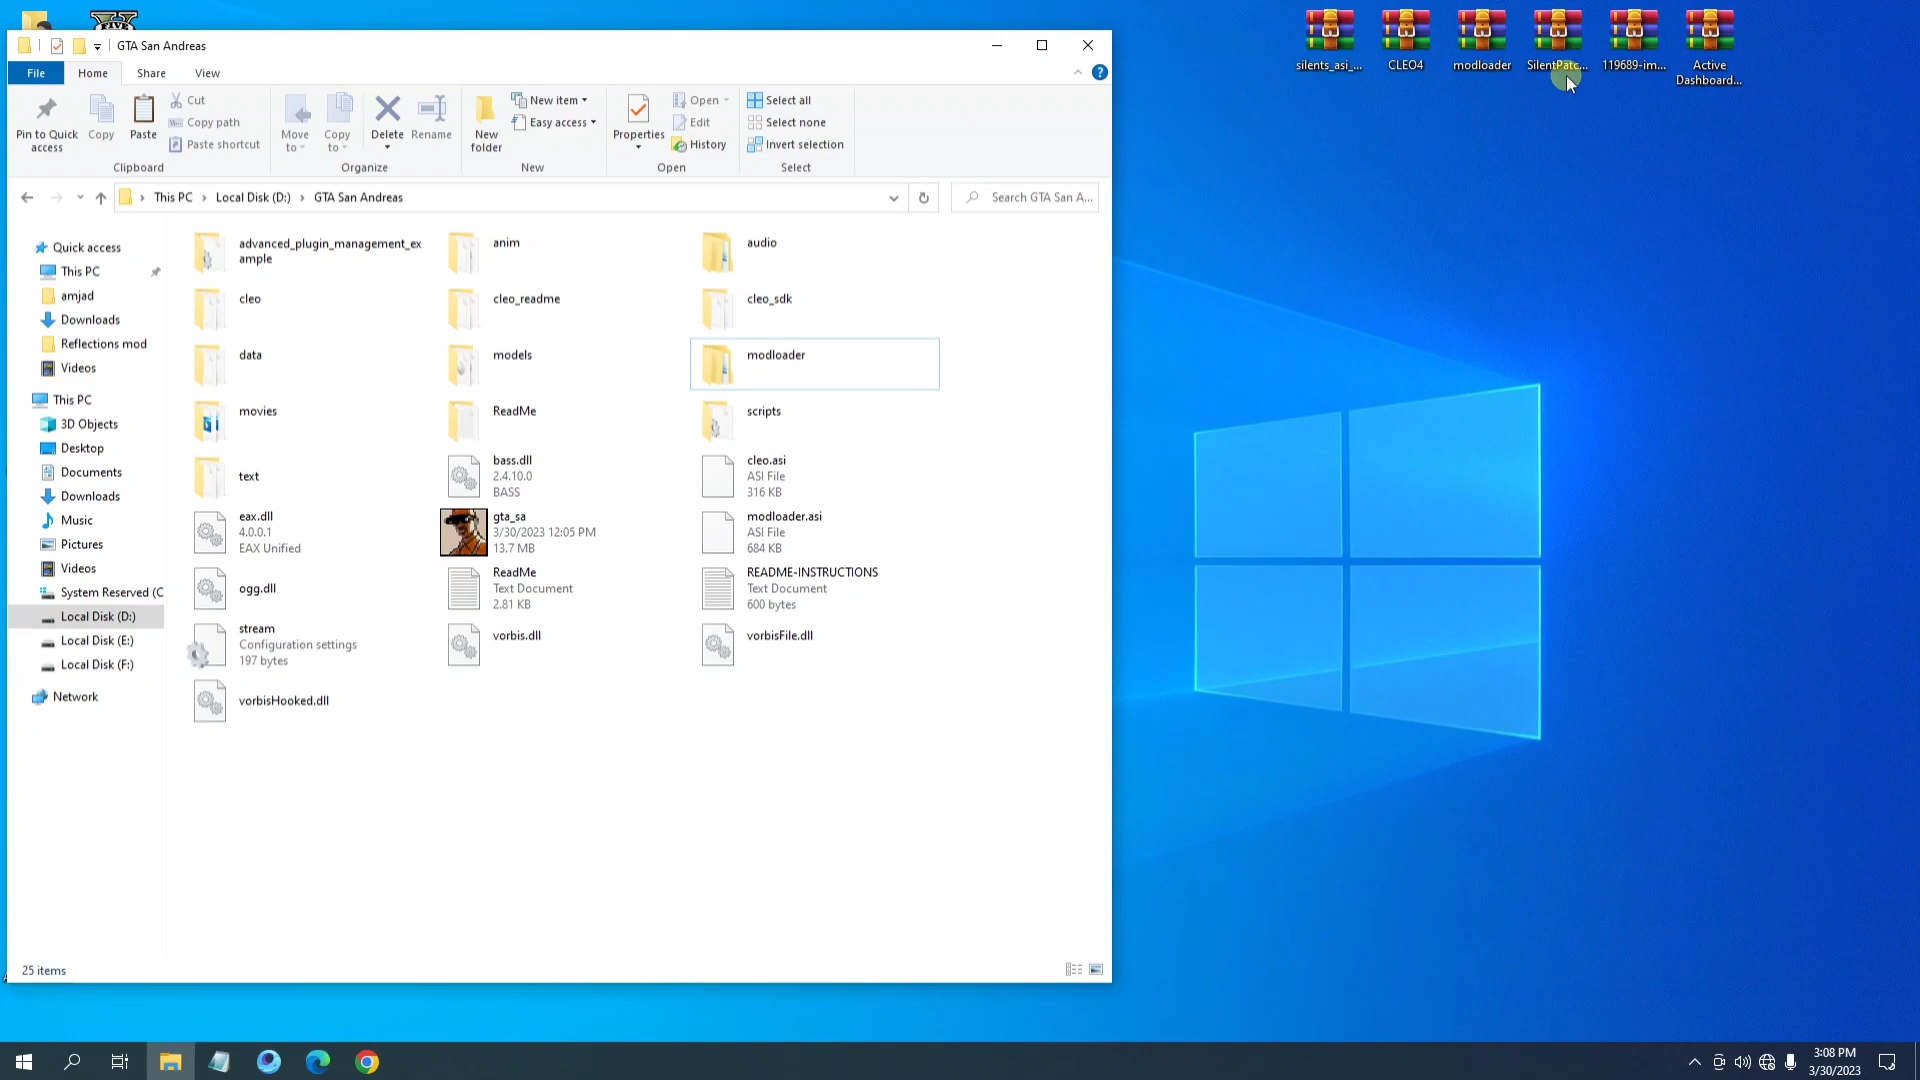 FIVE
GTA San Andreas
File
Home
Share
View
Pin to Quick
access
Copy
Paste
Cut
Copy path
Paste shortcut
Clipboard
Move
to
Copy
to
Delete
Rename
Organize
New
folder
New item
Easy access
New
Properties
Open
Edit
History
Open
Select all
Select none
Invert selection
Select
This PC
Local Disk (D:)
GTA San Andreas
Search GTA San A...
Quick access
This PC
amjad
Downloads
Reflections mod
Videos
This PC
3D Objects
Desktop
Documents
Downloads
Music
Pictures
Videos
System Reserved (C
Local Disk (D:)
Local Disk (E:)
Local Disk (F:)
Network
advanced_plugin_management_ex
ample
anim
audio
cleo
cleo_readme
cleo_sdk
data
models
modloader
movies
ReadMe
scripts
text
bass.dll
2.4.10.0
BASS
cleo.asi
ASI File
316 KB
eax.dll
4.0.0.1
EAX Unified
gta_sa
3/30/2023 12:05 PM
13.7 MB
modloader.asi
ASI File
684 KB
ogg.dll
ReadMe
Text Document
2.81 KB
README-INSTRUCTIONS
Text Document
600 bytes
stream
Configuration settings
197 bytes
vorbis.dll
vorbisFile.dll
vorbisHooked.dll
25 items
silents_asi_...
CLEO4
modloader
SilentPatc...
119689-im...
Active
Dashboard...
3:08 PM
3/30/2023